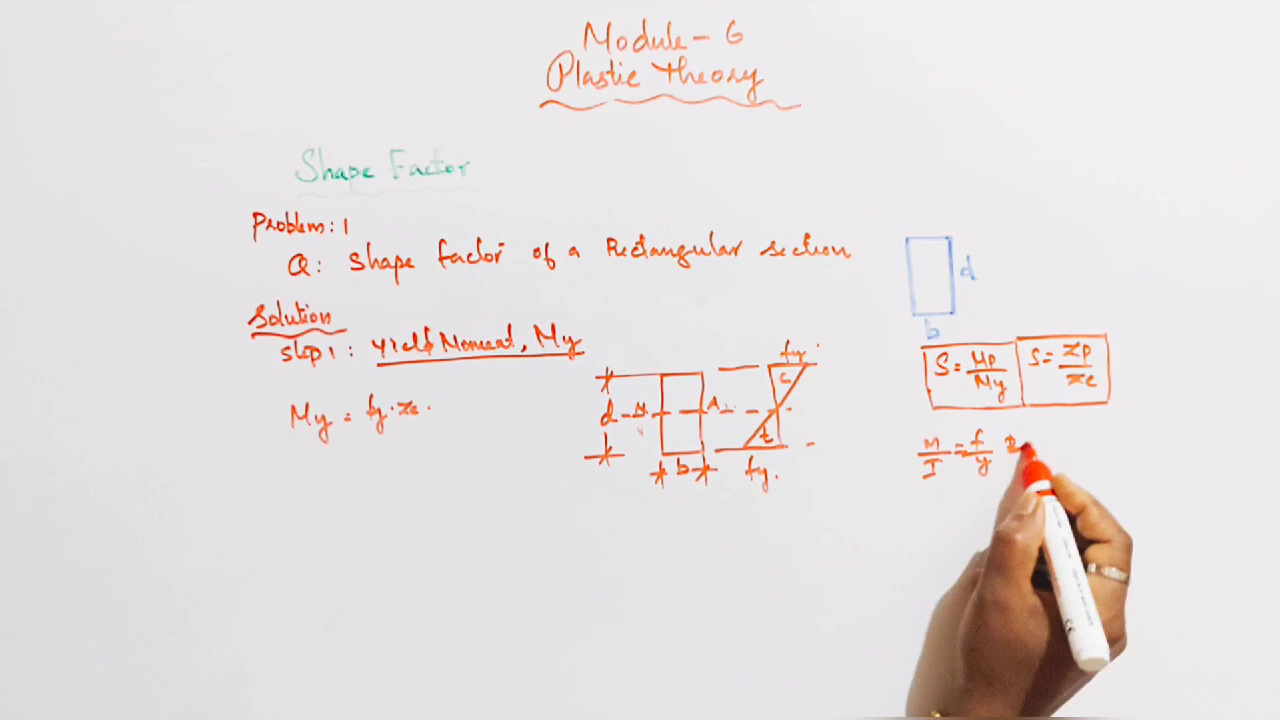 Module - 6
Plastic Theory
Shape Factor
Problem: 1
Q: Shape factor of a Rectangular section
d
b
Solution
Step 1: Yield Moment, My
My = fy. Ze.
d
N
A
b
fy
C
t
fy.
S = Mp/My
S = Zp/Ze
M/I = f/y